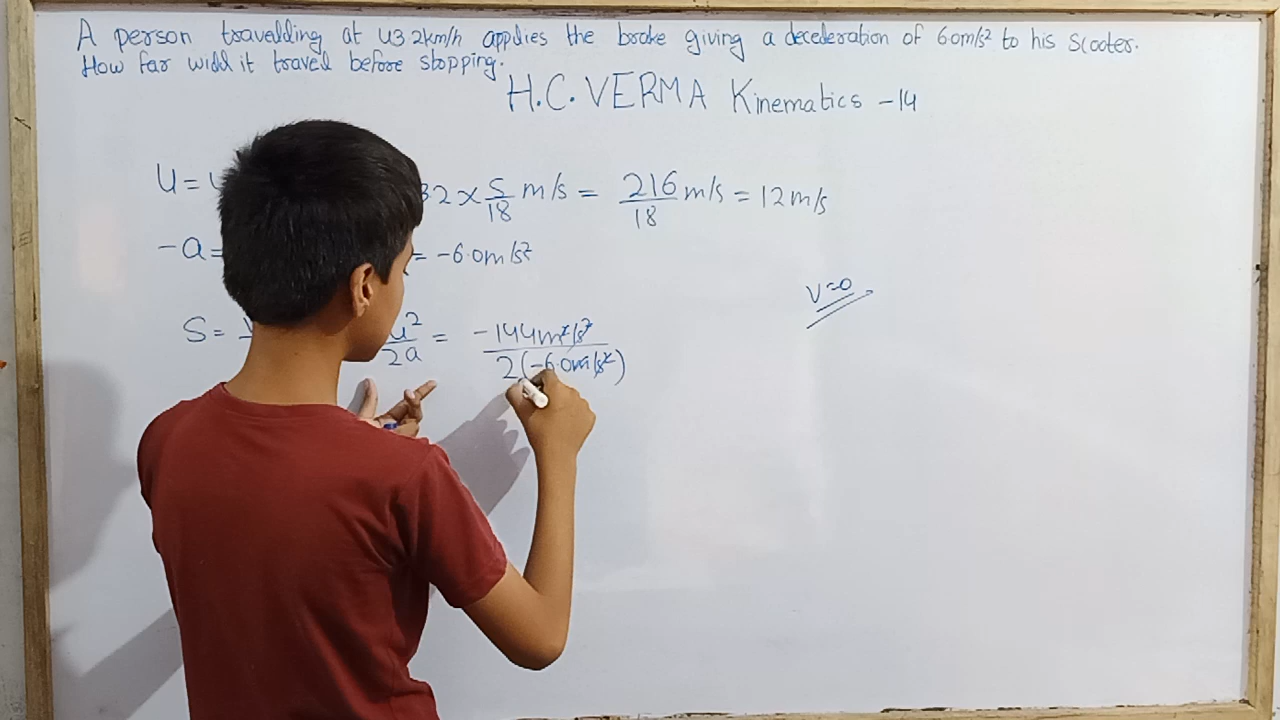 A person travelling at 43.2km/h applies the brake giving a deceleration of 6.0m/s² to his scooter.
How far will it travel before stopping.
H.C. VERMA Kinematics -14
U= 32 × 5/18 m/s = 216/18 m/s = 12m/s
-a= = -6.0m/s²
V=0
S= u²/2a = -144m²/s²/2(-6.0m/s²)